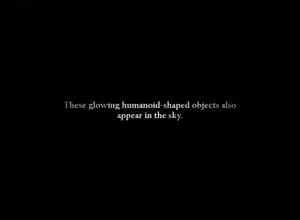 These glowing humanoid-shaped objects also
appear in the sky.